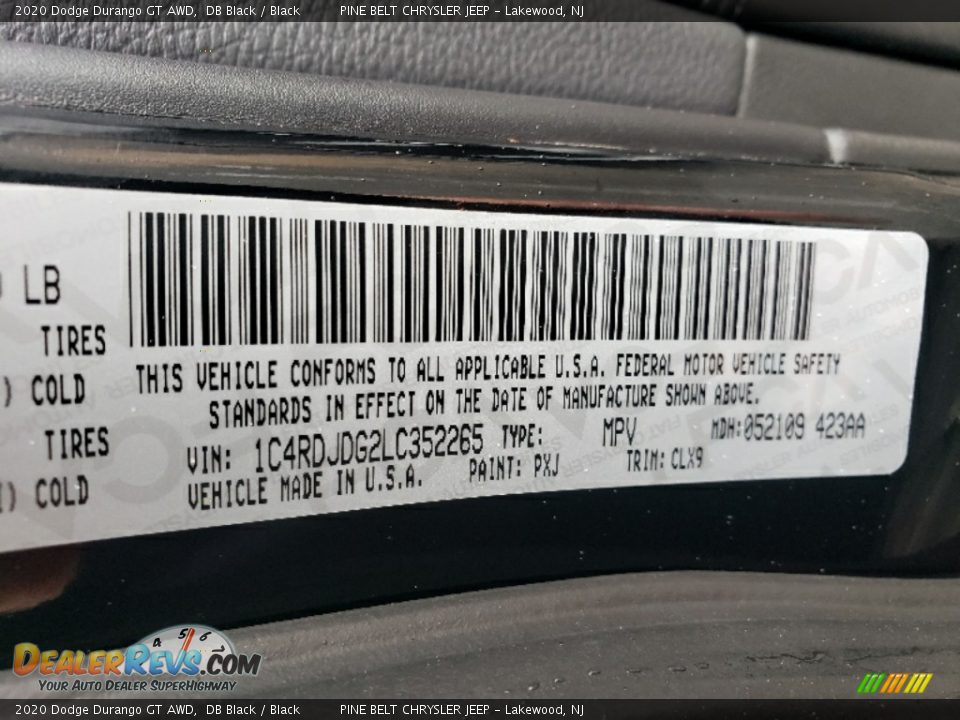 2020 Dodge Durango GT AWD, DB Black / Black PINE BELT CHRYSLER JEEP - Lakewood, NJ
LB
TIRES
) COLD
TIRES
) COLD
THIS VEHICLE CONFORMS TO ALL APPLICABLE U.S.A. FEDERAL MOTOR VEHICLE SAFETY
STANDARDS IN EFFECT ON THE DATE OF MANUFACTURE SHOWN ABOVE.
VIN: 1C4RDJDG2LC352265 TYPE: MPV MDH:052109 423AA
VEHICLE MADE IN U.S.A. PAINT: PXJ TRIM: CLX9
4 5 6
DEALERREVS.COM
YOUR AUTO DEALER SUPERHIGHWAY
2020 Dodge Durango GT AWD, DB Black / Black PINE BELT CHRYSLER JEEP - Lakewood, NJ